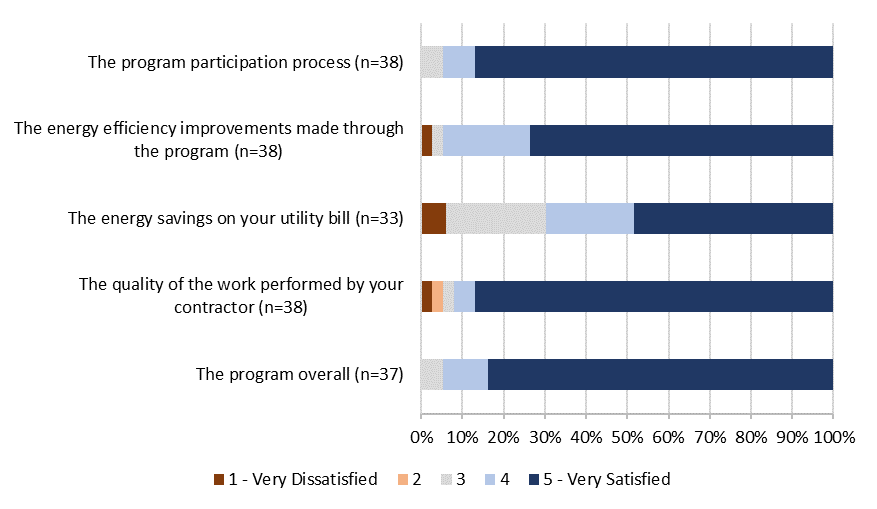 The program participation process (n=38)
The energy efficiency improvements made through
the program (n=38)
The energy savings on your utility bill (n=33)
The quality of the work performed by your
contractor (n=38)
The program overall (n=37)
0% 10% 20% 30% 40% 50% 60% 70% 80% 90% 100%
1 - Very Dissatisfied 2 3 4 5 - Very Satisfied